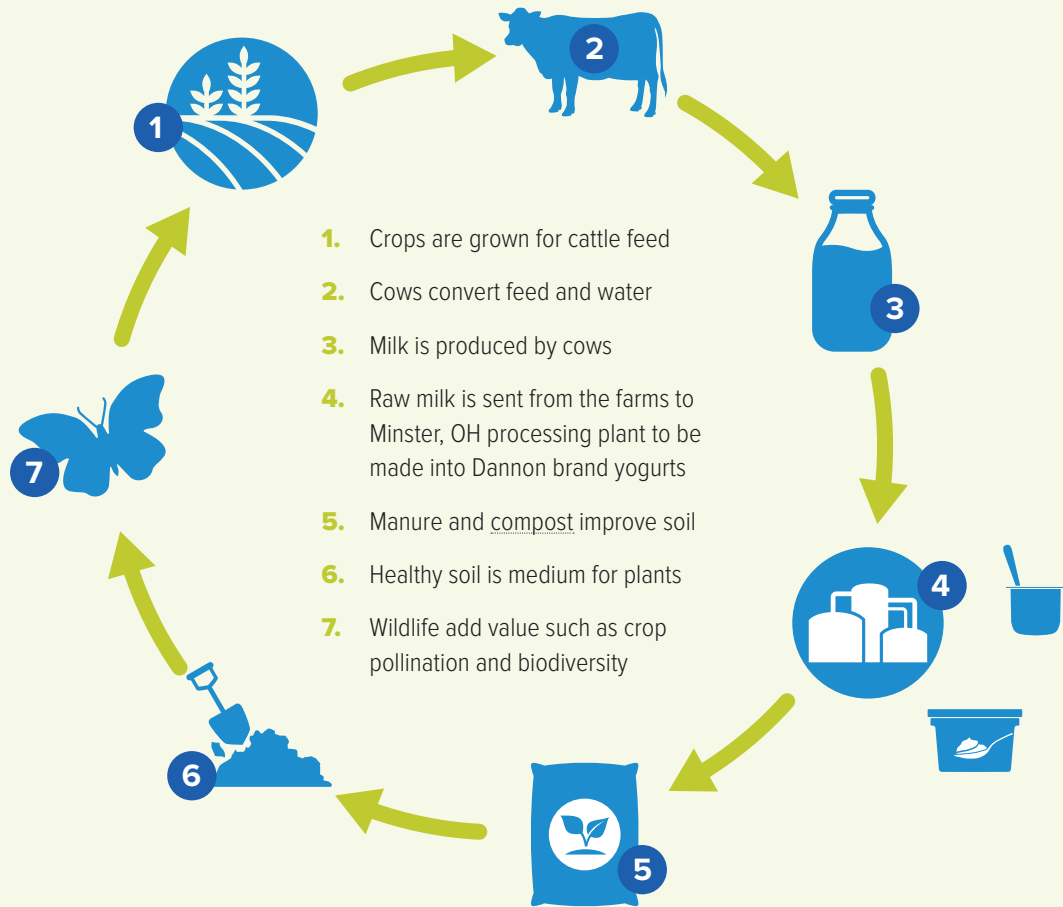 1
2
3
4
5
6
7
1. Crops are grown for cattle feed
2. Cows convert feed and water
3. Milk is produced by cows
4. Raw milk is sent from the farms to
Minster, OH processing plant to be
made into Dannon brand yogurts
5. Manure and compost improve soil
6. Healthy soil is medium for plants
7. Wildlife add value such as crop
pollination and biodiversity